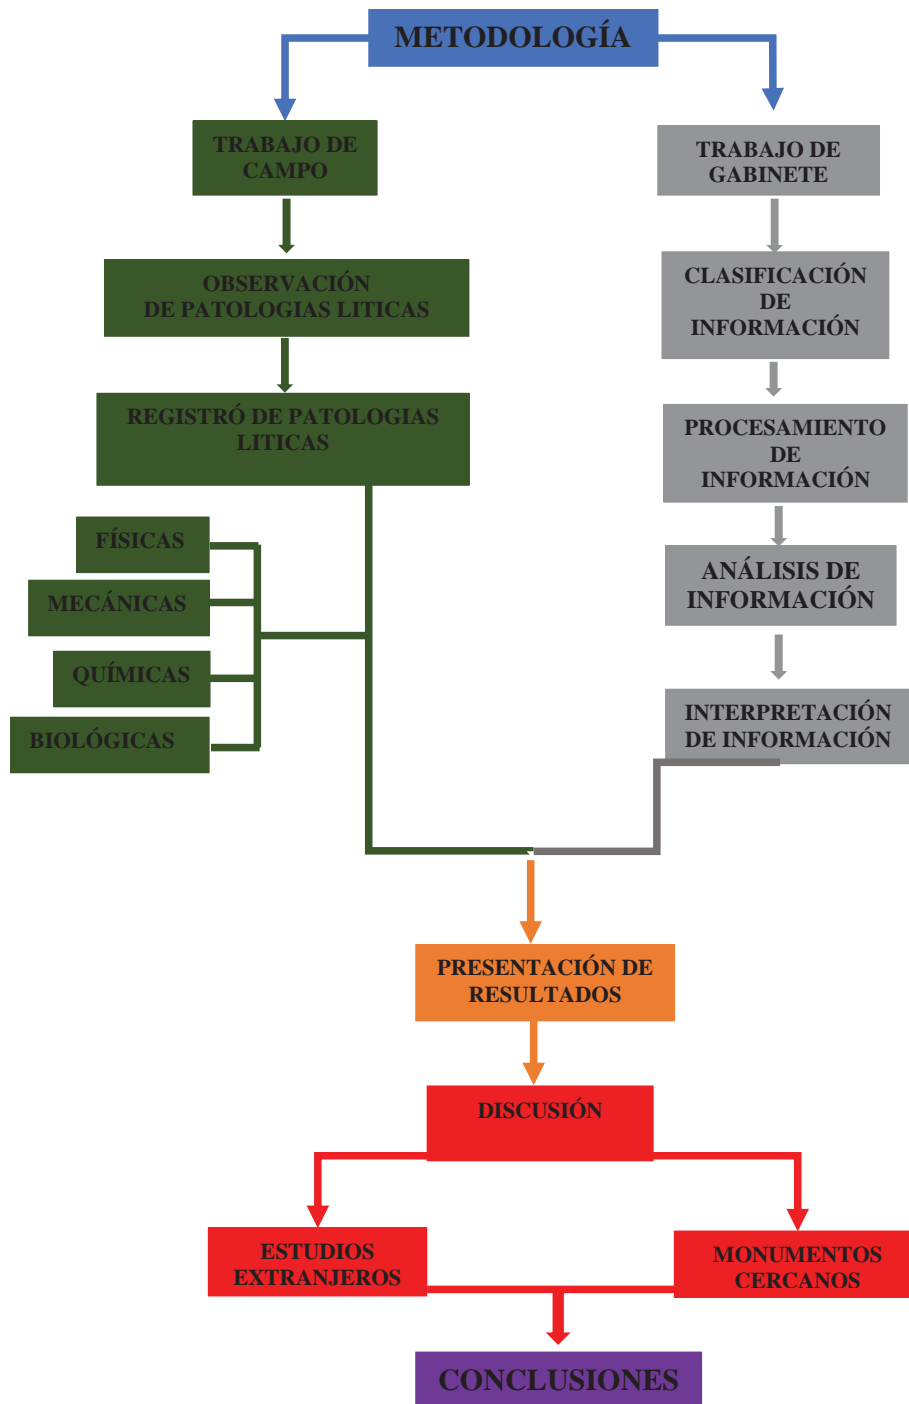 METODOLOGÍA
TRABAJO DE
CAMPO
OBSERVACIÓN
DE PATOLOGIAS LITICAS
REGISTRÓ DE PATOLOGIAS
LITICAS
FÍSICAS
MECÁNICAS
QUÍMICAS
BIOLÓGICAS
TRABAJO DE
GABINETE
CLASIFICACIÓN
DE
INFORMACIÓN
PROCESAMIENTO
DE
INFORMACIÓN
ANÁLISIS DE
INFORMACIÓN
INTERPRETACIÓN
DE INFORMACIÓN
PRESENTACIÓN DE
RESULTADOS
DISCUSIÓN
ESTUDIOS
EXTRANJEROS
MONUMENTOS
CERCANOS
CONCLUSIONES